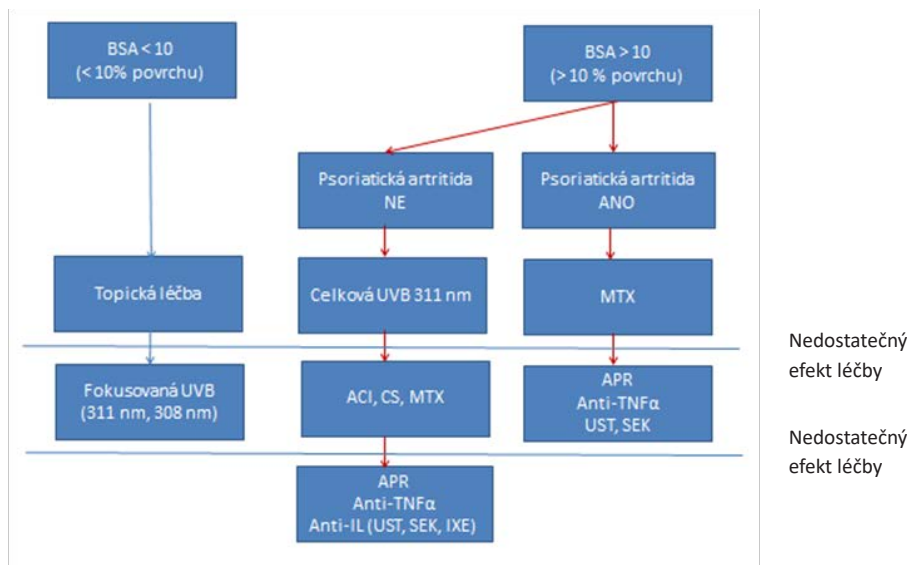 BSA < 10
(< 10% povrchu)
BSA > 10
(> 10 % povrchu)
Psoriatická artritida
NE
Psoriatická artritida
ANO
Topická léčba
Celková UVB 311 nm
MTX
Nedostatečný
efekt léčby
Fokusovaná UVB
(311 nm, 308 nm)
ACI, CS, MTX
APR
Anti-TNFα
UST, SEK
Nedostatečný
efekt léčby
APR
Anti-TNFα
Anti-IL (UST, SEK, IXE)